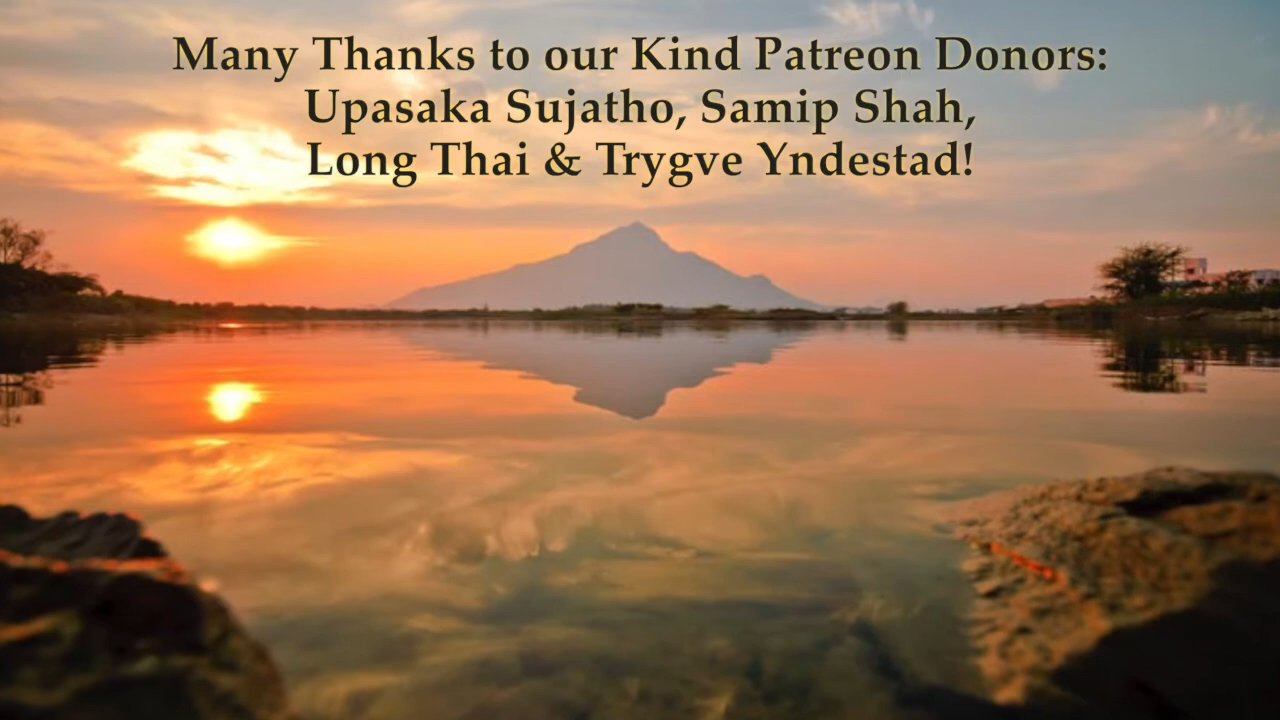 Many Thanks to our Kind Patreon Donors:
Upasaka Sujatho, Samip Shah,
Long Thai & Trygve Yndestad!